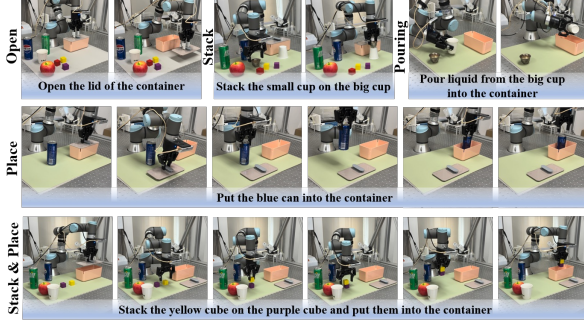 Open
Open the lid of the container
Stack
Stack the small cup on the big cup
Pouring
Pour liquid from the big cup
into the container
Place
Put the blue can into the container
Stack & Place
Stack the yellow cube on the purple cube and put them into the container